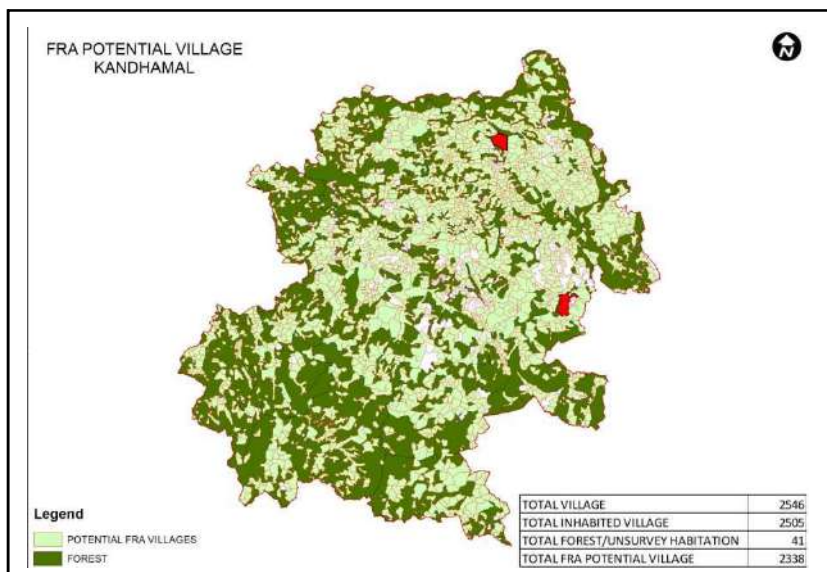 FRA POTENTIAL VILLAGE
KANDHAMAL
N
Legend
POTENTIAL FRA VILLAGES
FOREST
TOTAL VILLAGE 2546
TOTAL INHABITED VILLAGE 2505
TOTAL FOREST/UNSURVEY HABITATION 41
TOTAL FRA POTENTIAL VILLAGE 2338